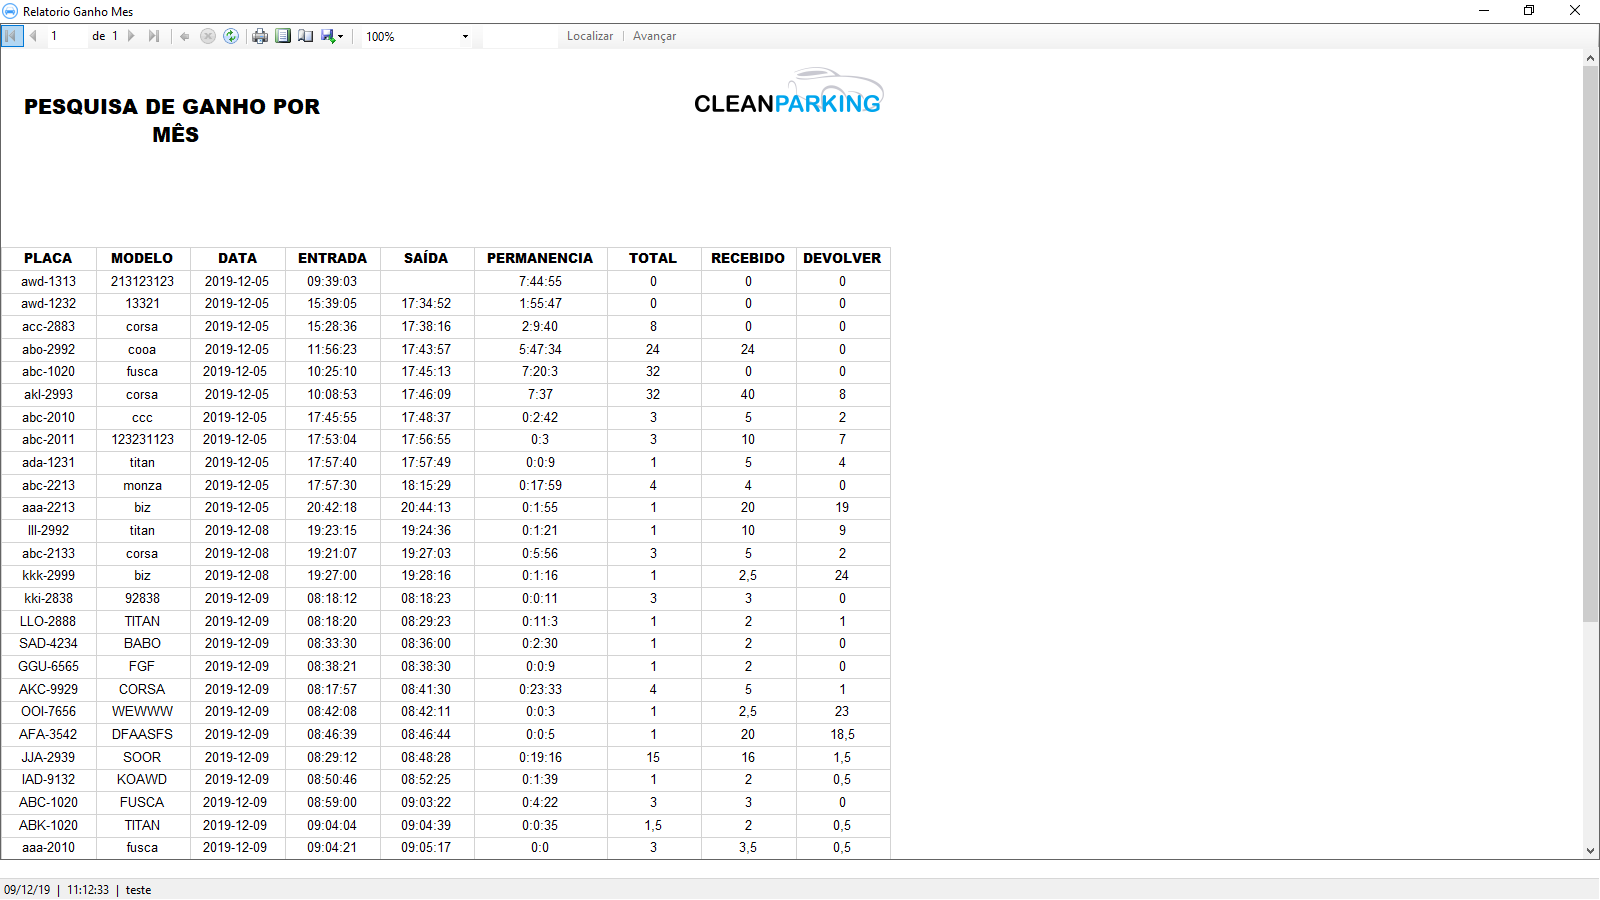 Relatorio Ganho Mes
1 de 1 100% Localizar | Avançar
PESQUISA DE GANHO POR
MÊS
CLEANPARKING
PLACA MODELO DATA ENTRADA SAÍDA PERMANENCIA TOTAL RECEBIDO DEVOLVER
awd-1313 213123123 2019-12-05 09:39:03 7:44:55 0 0 0
awd-1232 13321 2019-12-05 15:39:05 17:34:52 1:55:47 0 0 0
acc-2883 corsa 2019-12-05 15:28:36 17:38:16 2:9:40 8 0 0
abo-2992 cooa 2019-12-05 11:56:23 17:43:57 5:47:34 24 24 0
abc-1020 fusca 2019-12-05 10:25:10 17:45:13 7:20:3 32 0 0
akl-2993 corsa 2019-12-05 10:08:53 17:46:09 7:37 32 40 8
abc-2010 ccc 2019-12-05 17:45:55 17:48:37 0:2:42 3 5 2
abc-2011 123231123 2019-12-05 17:53:04 17:56:55 0:3 3 10 7
ada-1231 titan 2019-12-05 17:57:40 17:57:49 0:0:9 1 5 4
abc-2213 monza 2019-12-05 17:57:30 18:15:29 0:17:59 4 4 0
aaa-2213 biz 2019-12-05 20:42:18 20:44:13 0:1:55 1 20 19
lll-2992 titan 2019-12-08 19:23:15 19:24:36 0:1:21 1 10 9
abc-2133 corsa 2019-12-08 19:21:07 19:27:03 0:5:56 3 5 2
kkk-2999 biz 2019-12-08 19:27:00 19:28:16 0:1:16 1 2,5 24
kki-2838 92838 2019-12-09 08:18:12 08:18:23 0:0:11 3 3 0
LLO-2888 TITAN 2019-12-09 08:18:20 08:29:23 0:11:3 1 2 1
SAD-4234 BABO 2019-12-09 08:33:30 08:36:00 0:2:30 1 2 0
GGU-6565 FGF 2019-12-09 08:38:21 08:38:30 0:0:9 1 2 0
AKC-9929 CORSA 2019-12-09 08:17:57 08:41:30 0:23:33 4 5 1
OOI-7656 WEWWW 2019-12-09 08:42:08 08:42:11 0:0:3 1 2,5 23
AFA-3542 DFAASFS 2019-12-09 08:46:39 08:46:44 0:0:5 1 20 18,5
JJA-2939 SOOR 2019-12-09 08:29:12 08:48:28 0:19:16 15 16 1,5
IAD-9132 KOAWD 2019-12-09 08:50:46 08:52:25 0:1:39 1 2 0,5
ABC-1020 FUSCA 2019-12-09 08:59:00 09:03:22 0:4:22 3 3 0
ABK-1020 TITAN 2019-12-09 09:04:04 09:04:39 0:0:35 1,5 2 0,5
aaa-2010 fusca 2019-12-09 09:04:21 09:05:17 0:0 3 3,5 0,5
09/12/19 | 11:12:33 | teste